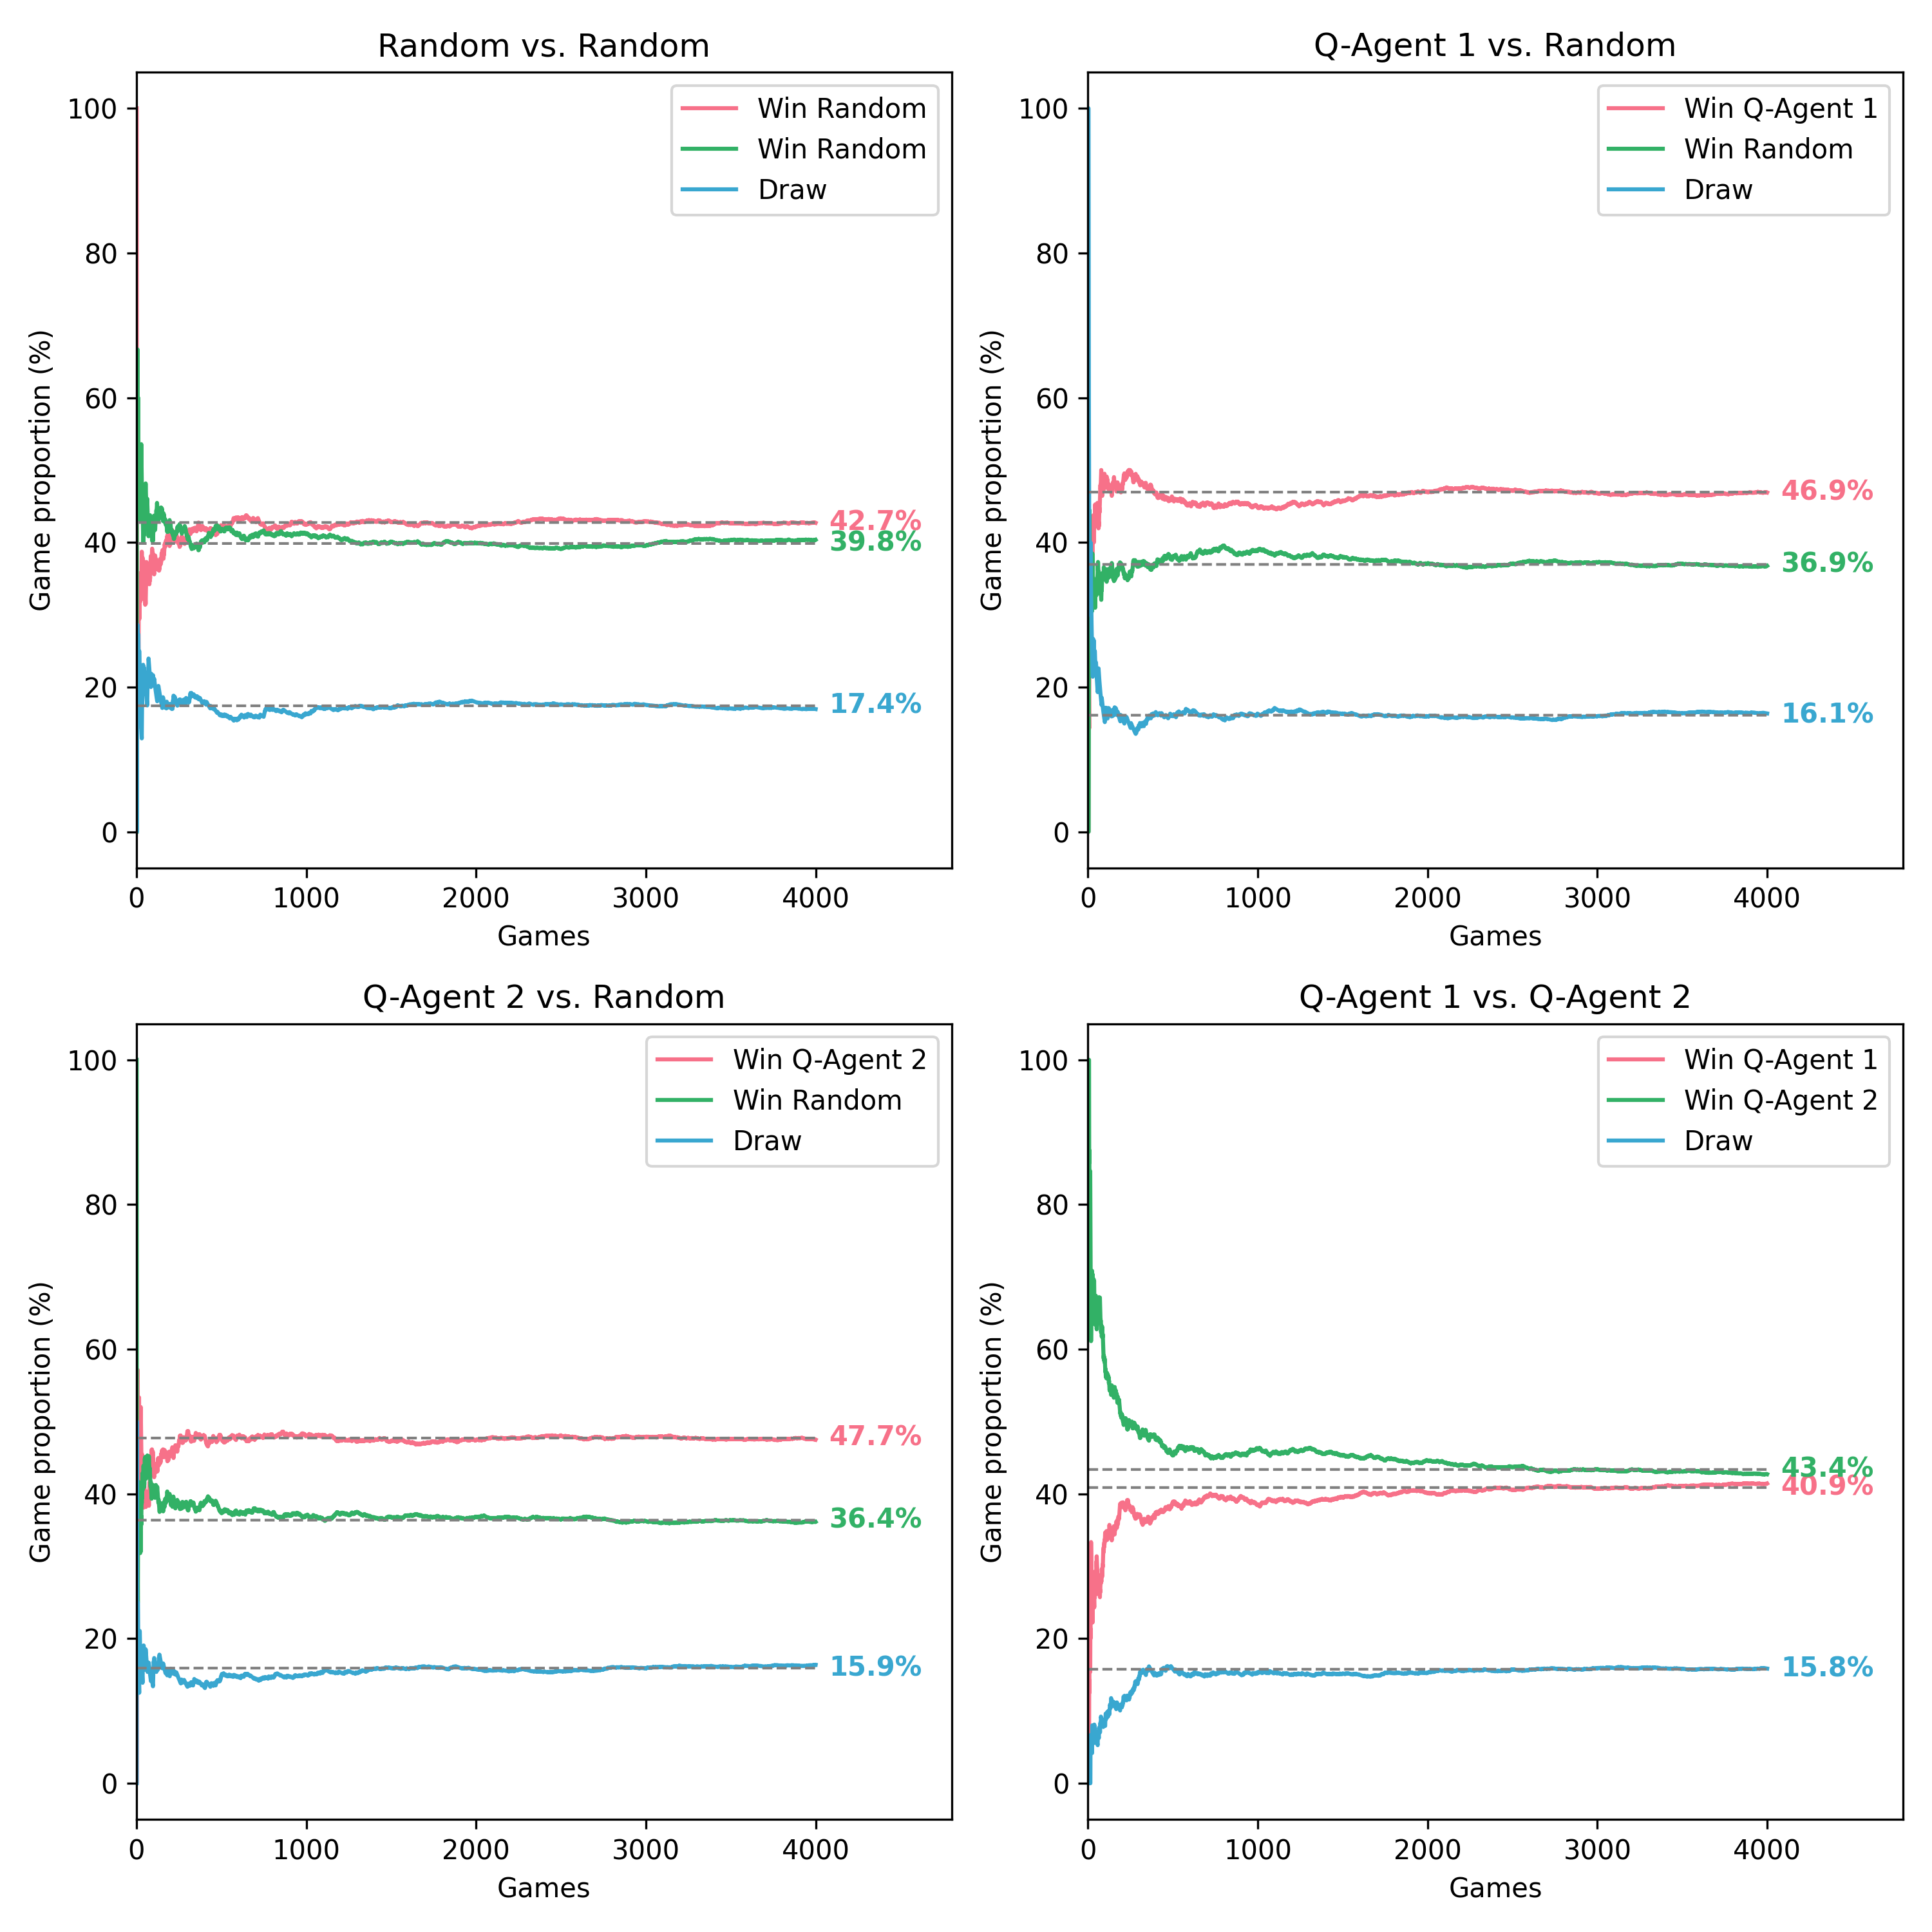 Random vs. Random
Game proportion (%)
100
80
60
40
20
0
Win Random
Win Random
Draw
42.7%
39.8%
17.4%
0
1000
2000
3000
4000
Games
Q-Agent 1 vs. Random
Game proportion (%)
100
80
60
40
20
0
Win Q-Agent 1
Win Random
Draw
46.9%
36.9%
16.1%
0
1000
2000
3000
4000
Games
Q-Agent 2 vs. Random
Game proportion (%)
100
80
60
40
20
0
Win Q-Agent 2
Win Random
Draw
47.7%
36.4%
15.9%
0
1000
2000
3000
4000
Games
Q-Agent 1 vs. Q-Agent 2
Game proportion (%)
100
80
60
40
20
0
Win Q-Agent 1
Win Q-Agent 2
Draw
43.4%
40.9%
15.8%
0
1000
2000
3000
4000
Games